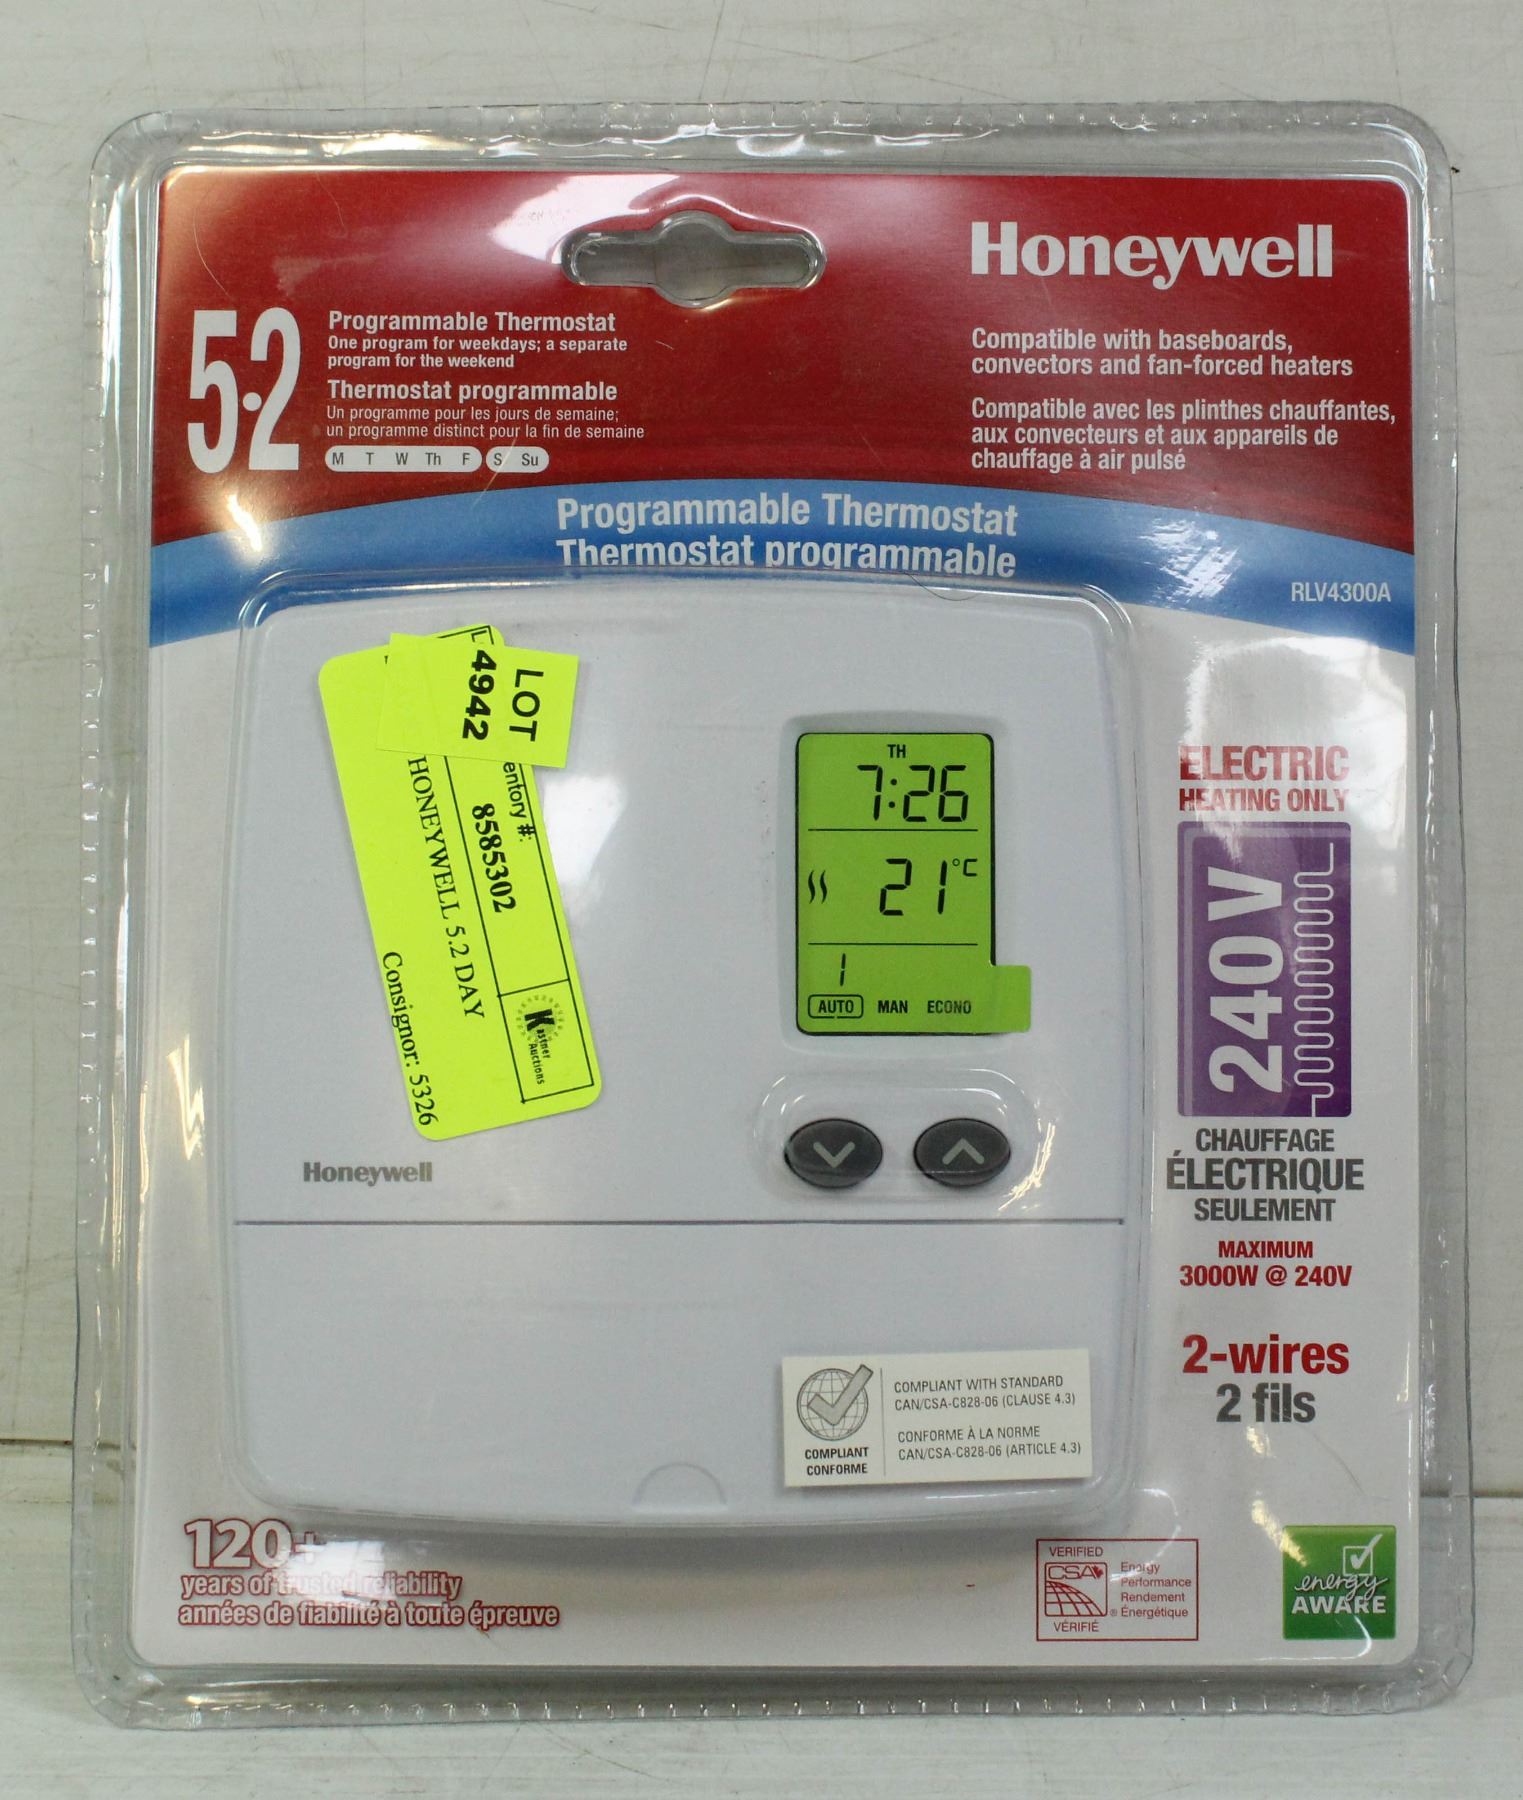 Honeywell
5·2
Programmable Thermostat
One program for weekdays; a separate
program for the weekend
Thermostat programmable
Un programme pour les jours de semaine;
un programme distinct pour la fin de semaine
M T W Th F S Su
Compatible with baseboards,
convectors and fan-forced heaters
Compatible avec les plinthes chauffantes,
aux convecteurs et aux appareils de
chauffage à air pulsé
Programmable Thermostat
Thermostat programmable
RLV4300A
LOT
4942
entory #:
8585302
HONEYWELL 5.2 DAY
Consignor: 5326
Kastner
Auctions
TH
7:26
21°C
1
AUTO MAN ECONO
Honeywell
ELECTRIC
HEATING ONLY
240V
CHAUFFAGE
ÉLECTRIQUE
SEULEMENT
MAXIMUM
3000W @ 240V
2-wires
2 fils
COMPLIANT
CONFORME
COMPLIANT WITH STANDARD
CAN/CSA-C828-06 (CLAUSE 4.3)
CONFORME À LA NORME
CAN/CSA-C828-06 (ARTICLE 4.3)
120+
years of trusted reliability
années de fiabilité à toute épreuve
VERIFIED
CSA
VÉRIFIÉ
Energy
Performance
Rendement
® Énergétique
energy
AWARE